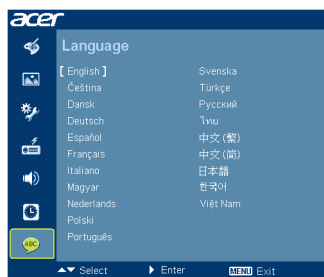 acer
Language
[ English ]
Čeština
Dansk
Deutsch
Español
Français
Italiano
Magyar
Nederlands
Polski
Português
Svenska
Türkçe
Русский
ไทย
中文 (繁)
中文 (简)
日本語
한국어
Việt Nam
ABC
Select Enter MENU Exit